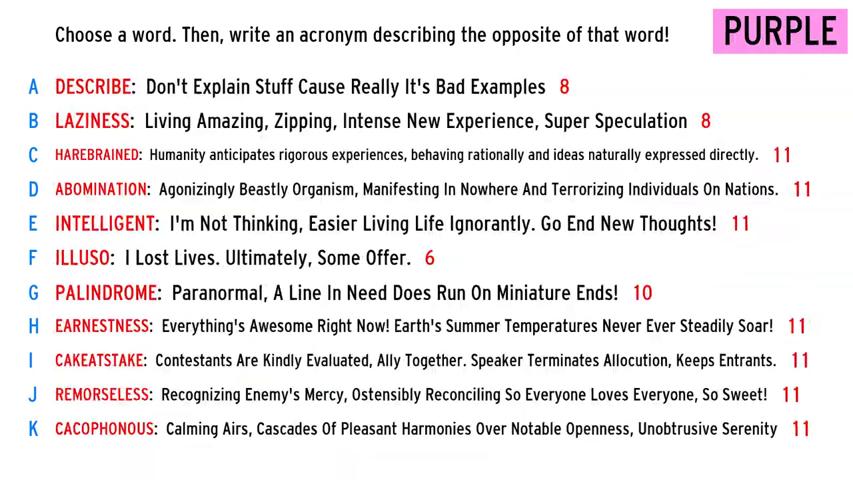 Choose a word. Then, write an acronym describing the opposite of that word!
PURPLE
A DESCRIBE: Don't Explain Stuff Cause Really It's Bad Examples 8
B LAZINESS: Living Amazing, Zipping, Intense New Experience, Super Speculation 8
C HAREBRAINED: Humanity anticipates rigorous experiences, behaving rationally and ideas naturally expressed directly. 11
D ABOMINATION: Agonizingly Beastly Organism, Manifesting In Nowhere And Terrorizing Individuals On Nations. 11
E INTELLIGENT: I'm Not Thinking, Easier Living Life Ignorantly. Go End New Thoughts! 11
F ILLUSO: I Lost Lives. Ultimately, Some Offer. 6
G PALINDROME: Paranormal, A Line In Need Does Run On Miniature Ends! 10
H EARNESTNESS: Everything's Awesome Right Now! Earth's Summer Temperatures Never Ever Steadily Soar! 11
I CAKEATSTAKE: Contestants Are Kindly Evaluated, Ally Together. Speaker Terminates Allocution, Keeps Entrants. 11
J REMORSELESS: Recognizing Enemy's Mercy, Ostensibly Reconciling So Everyone Loves Everyone, So Sweet! 11
K CACOPHONOUS: Calming Airs, Cascades Of Pleasant Harmonies Over Notable Openness, Unobtrusive Serenity 11